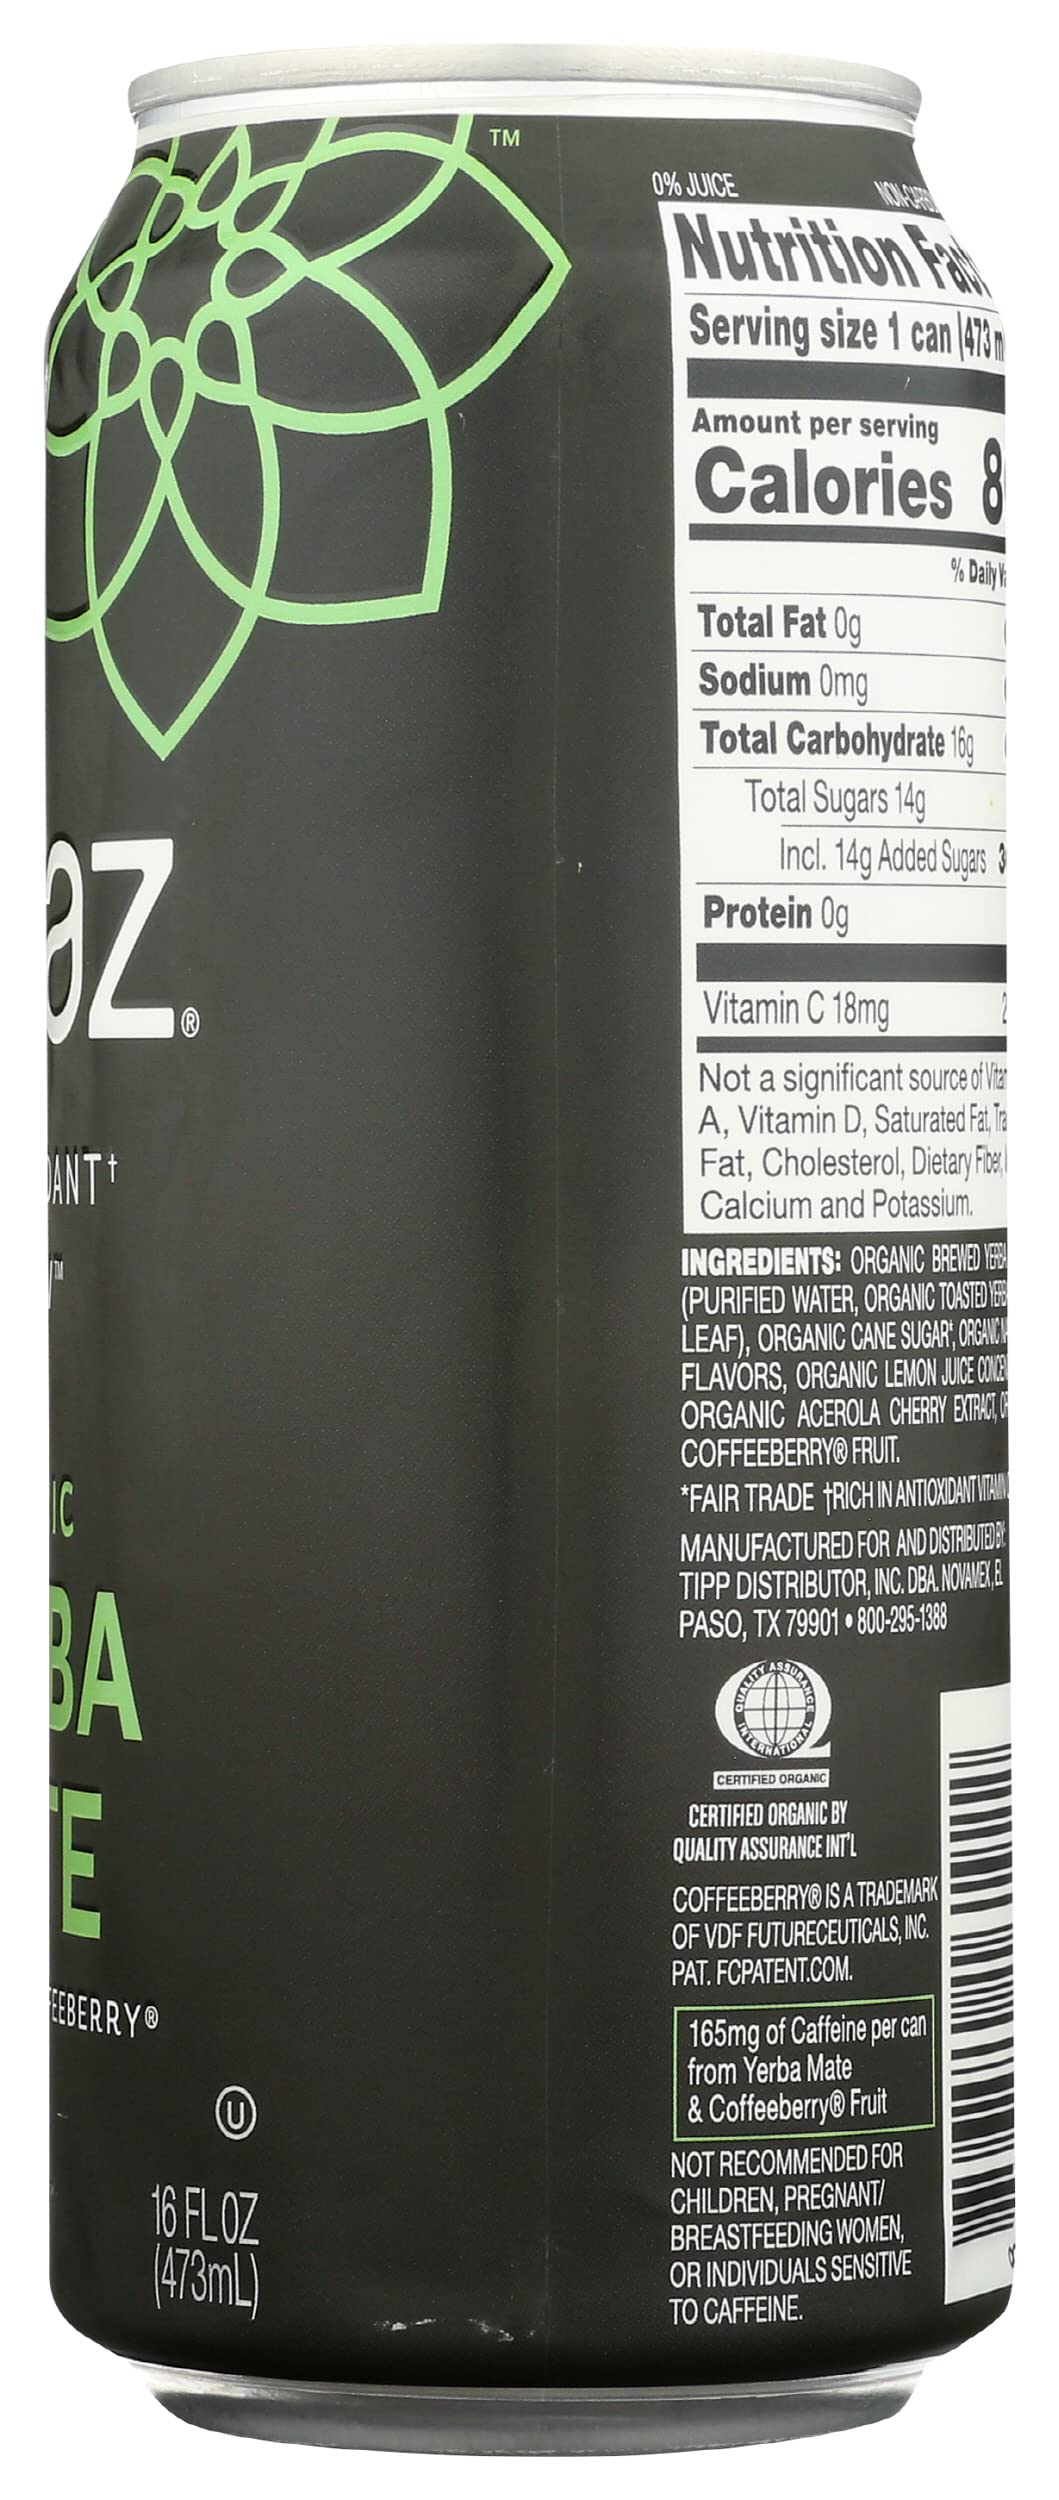 TM
0% JUICE
Nutrition
Serving size 1 can (473
Amount per serving
Calories 8
% Daily
Total Fat 0g
Sodium 0mg
Total Carbohydrate 16g
Total Sugars 14g
Incl. 14g Added Sugars 3
Protein 0g
Vitamin C 18mg 2
Not a significant source of
A, Vitamin D, Saturated Fat,
Fat, Cholesterol, Dietary Fiber,
Calcium and Potassium.
INGREDIENTS: ORGANIC BREWED YERBA
(PURIFIED WATER, ORGANIC TOASTED
LEAF), ORGANIC CANE SUGAR*, ORGANIC
FLAVORS, ORGANIC LEMON JUICE
ORGANIC ACEROLA CHERRY EXTRACT,
COFFEEBERRY® FRUIT.
*FAIR TRADE †RICH IN ANTIOXIDANT VITAMIN
MANUFACTURED FOR AND DISTRIBUTED BY:
TIPP DISTRIBUTOR, INC. DBA. NOVAMEX, EL
PASO, TX 79901 • 800-295-1388
QUALITY ASSURANCE
INTERNATIONAL
CERTIFIED ORGANIC
CERTIFIED ORGANIC BY
QUALITY ASSURANCE INT'L
COFFEEBERRY® IS A TRADEMARK
OF VDF FUTURECEUTICALS, INC.
PAT. FCPATENT.COM.
165mg of Caffeine per can
from Yerba Mate
& Coffeeberry® Fruit
NOT RECOMMENDED FOR
CHILDREN, PREGNANT/
BREASTFEEDING WOMEN,
OR INDIVIDUALS SENSITIVE
TO CAFFEINE.
az®
DANT†
TM
IC
BA
TE
EEBERRY®
U
16 FL OZ
(473mL)